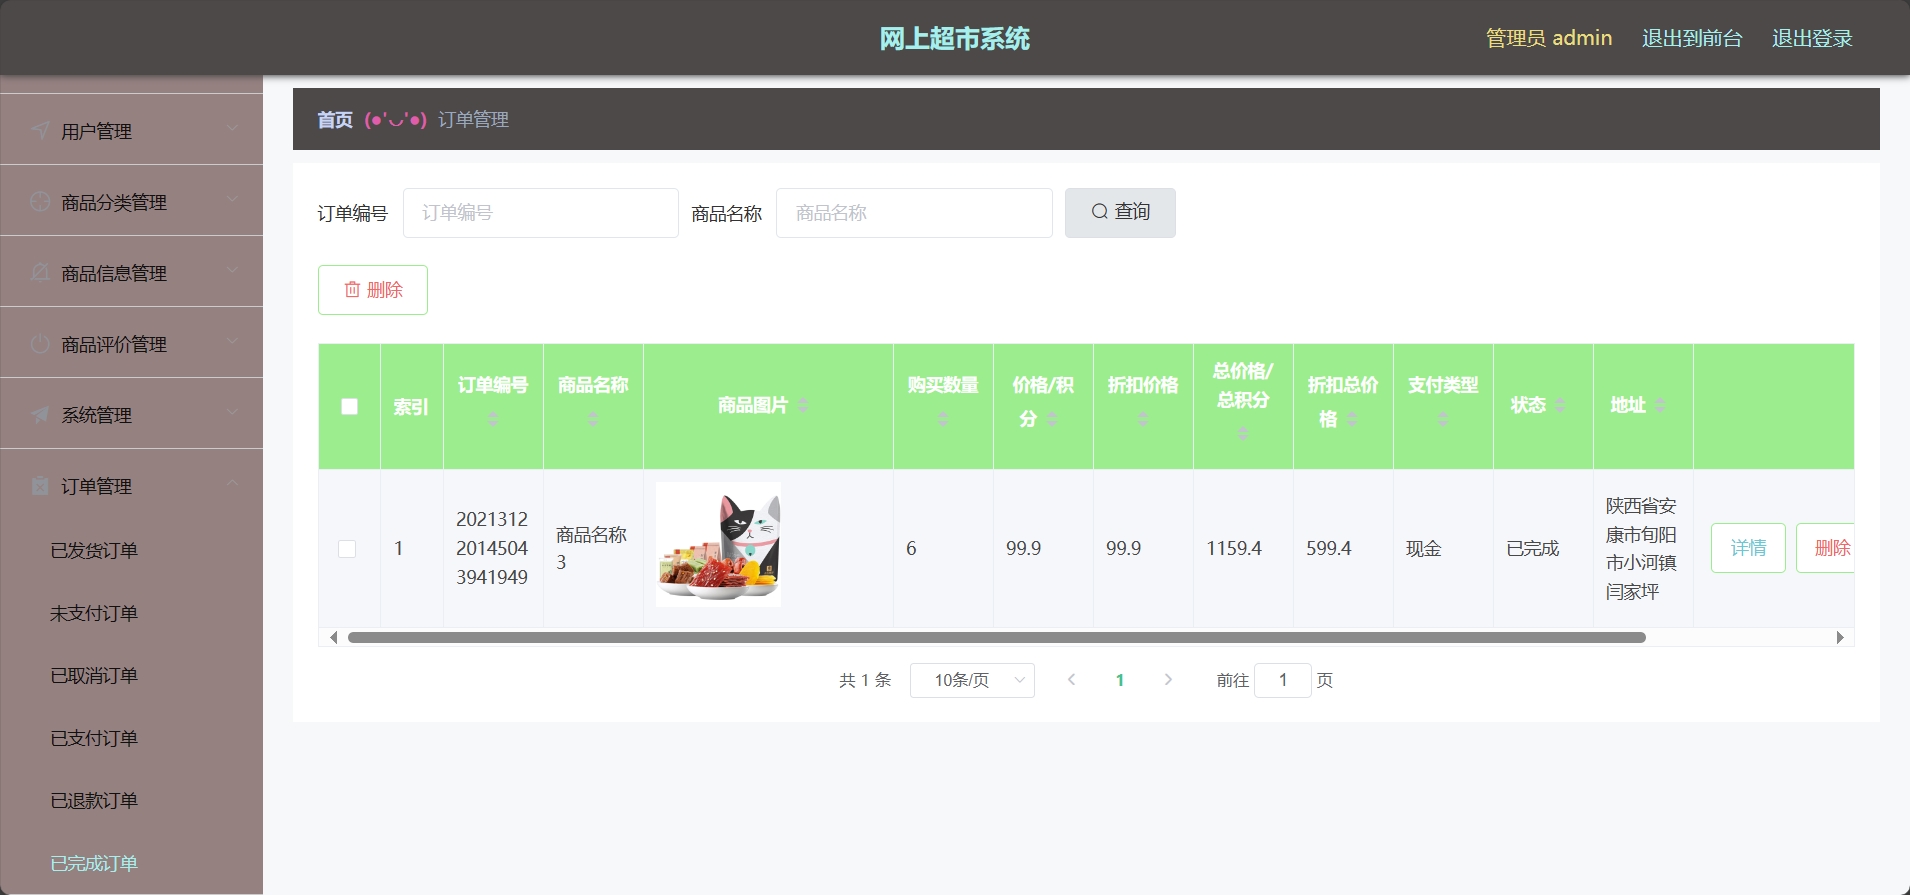 网上超市系统
管理员 admin
退出到前台
退出登录
用户管理
商品分类管理
商品信息管理
商品评价管理
系统管理
订单管理
已发货订单
未支付订单
已取消订单
已支付订单
已退款订单
已完成订单
首页 (●'◡'●) 订单管理
订单编号 订单编号 商品名称 商品名称 查询
删除
索引
订单编号
商品名称
商品图片
购买数量
价格/积
分
折扣价格
总价格/
总积分
折扣总价
格
支付类型
状态
地址
1
2021312
2014504
3941949
商品名称
3
6
99.9
99.9
1159.4
599.4
现金
已完成
陕西省安
康市旬阳
市小河镇
闫家坪
详情
删除
共 1 条 10条/页 1 前往 1 页